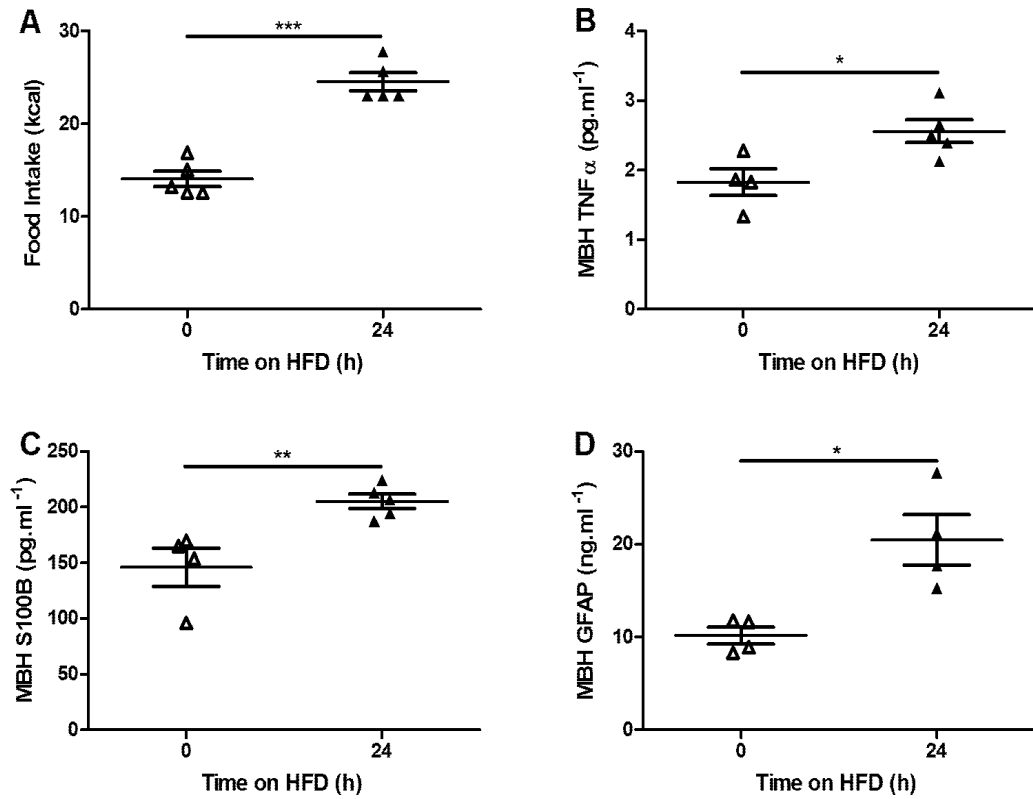 A
Food Intake (kcal)
30
20
10
0
***
0 24
Time on HFD (h)
B
MBH TNFα (pg.ml⁻¹)
4
3
2
1
0
*
0 24
Time on HFD (h)
C
MBH S100B (pg.ml⁻¹)
250
200
150
100
50
0
**
0 24
Time on HFD (h)
D
MBH GFAP (ng.ml⁻¹)
30
20
10
0
*
0 24
Time on HFD (h)